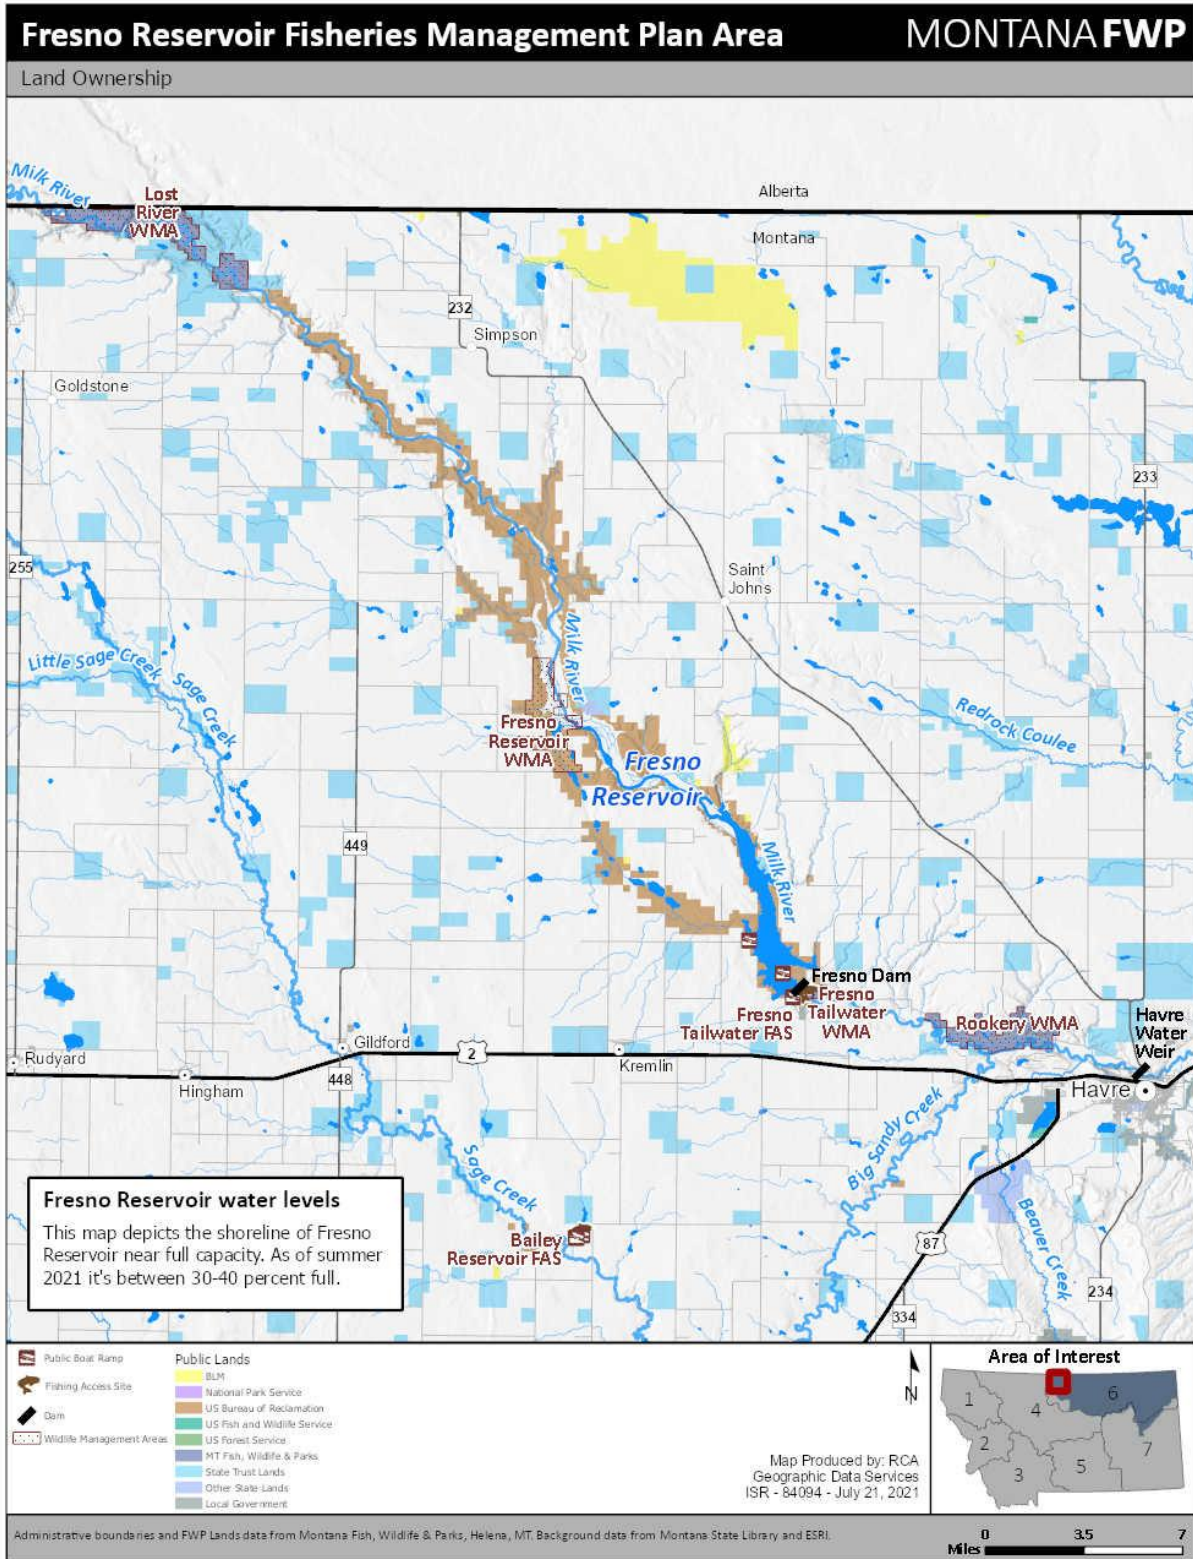 Fresno Reservoir Fisheries Management Plan Area
MONTANA FWP
Land Ownership
Milk River
Lost
River
WMA
Alberta
Montana
232
Simpson
Goldstone
233
255
Saint
Johns
Little Sage Creek
Sage Creek
Milk River
Redrock Coulee
Fresno
Reservoir
WMA
Fresno
Reservoir
449
Milk River
Fresno Dam
Fresno
Tailwater
WMA
Fresno
Tailwater FAS
Rookery WMA
Havre
Water
Weir
Rudyard
Gildford
2
Kremlin
Hingham
448
Havre
Big Sandy Creek
Sage Creek
Beaver Creek
Bailey
Reservoir FAS
87
234
334
Fresno Reservoir water levels
This map depicts the shoreline of Fresno
Reservoir near full capacity. As of summer
2021 it's between 30-40 percent full.
Public Boat Ramp
Fishing Access Site
Dam
Wildlife Management Areas
Public Lands
BLM
National Park Service
US Bureau of Reclamation
US Fish and Wildlife Service
US Forest Service
MT Fish, Wildlife & Parks
State Trust Lands
Other State Lands
Local Government
N
Map Produced by: RCA
Geographic Data Services
ISR - 84094 - July 21, 2021
Area of Interest
1
2
3
4
5
6
7
Administrative boundaries and FWP Lands data from Montana Fish, Wildlife & Parks, Helena, MT. Background data from Montana State Library and ESRI.
0 3.5 7
Miles